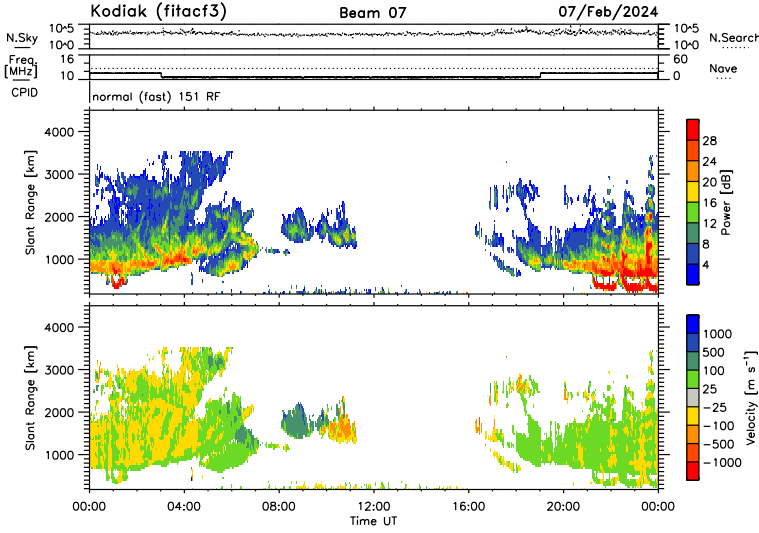 Kodiak (fitacf3) Beam 07 07/Feb/2024
N.Sky 10^5 10^0 10^5 10^0 N.Search
Freq. [MHz] 16 10 60 0 Nave
CPID normal (fast) 151 RF
Slant Range [km] 4000 3000 2000 1000
Power [dB] 28 24 20 16 12 8 4
Slant Range [km] 4000 3000 2000 1000
Velocity [m s⁻¹] 1000 500 100 25 −25 −100 −500 −1000
00:00 04:00 08:00 12:00 16:00 20:00 00:00
Time UT